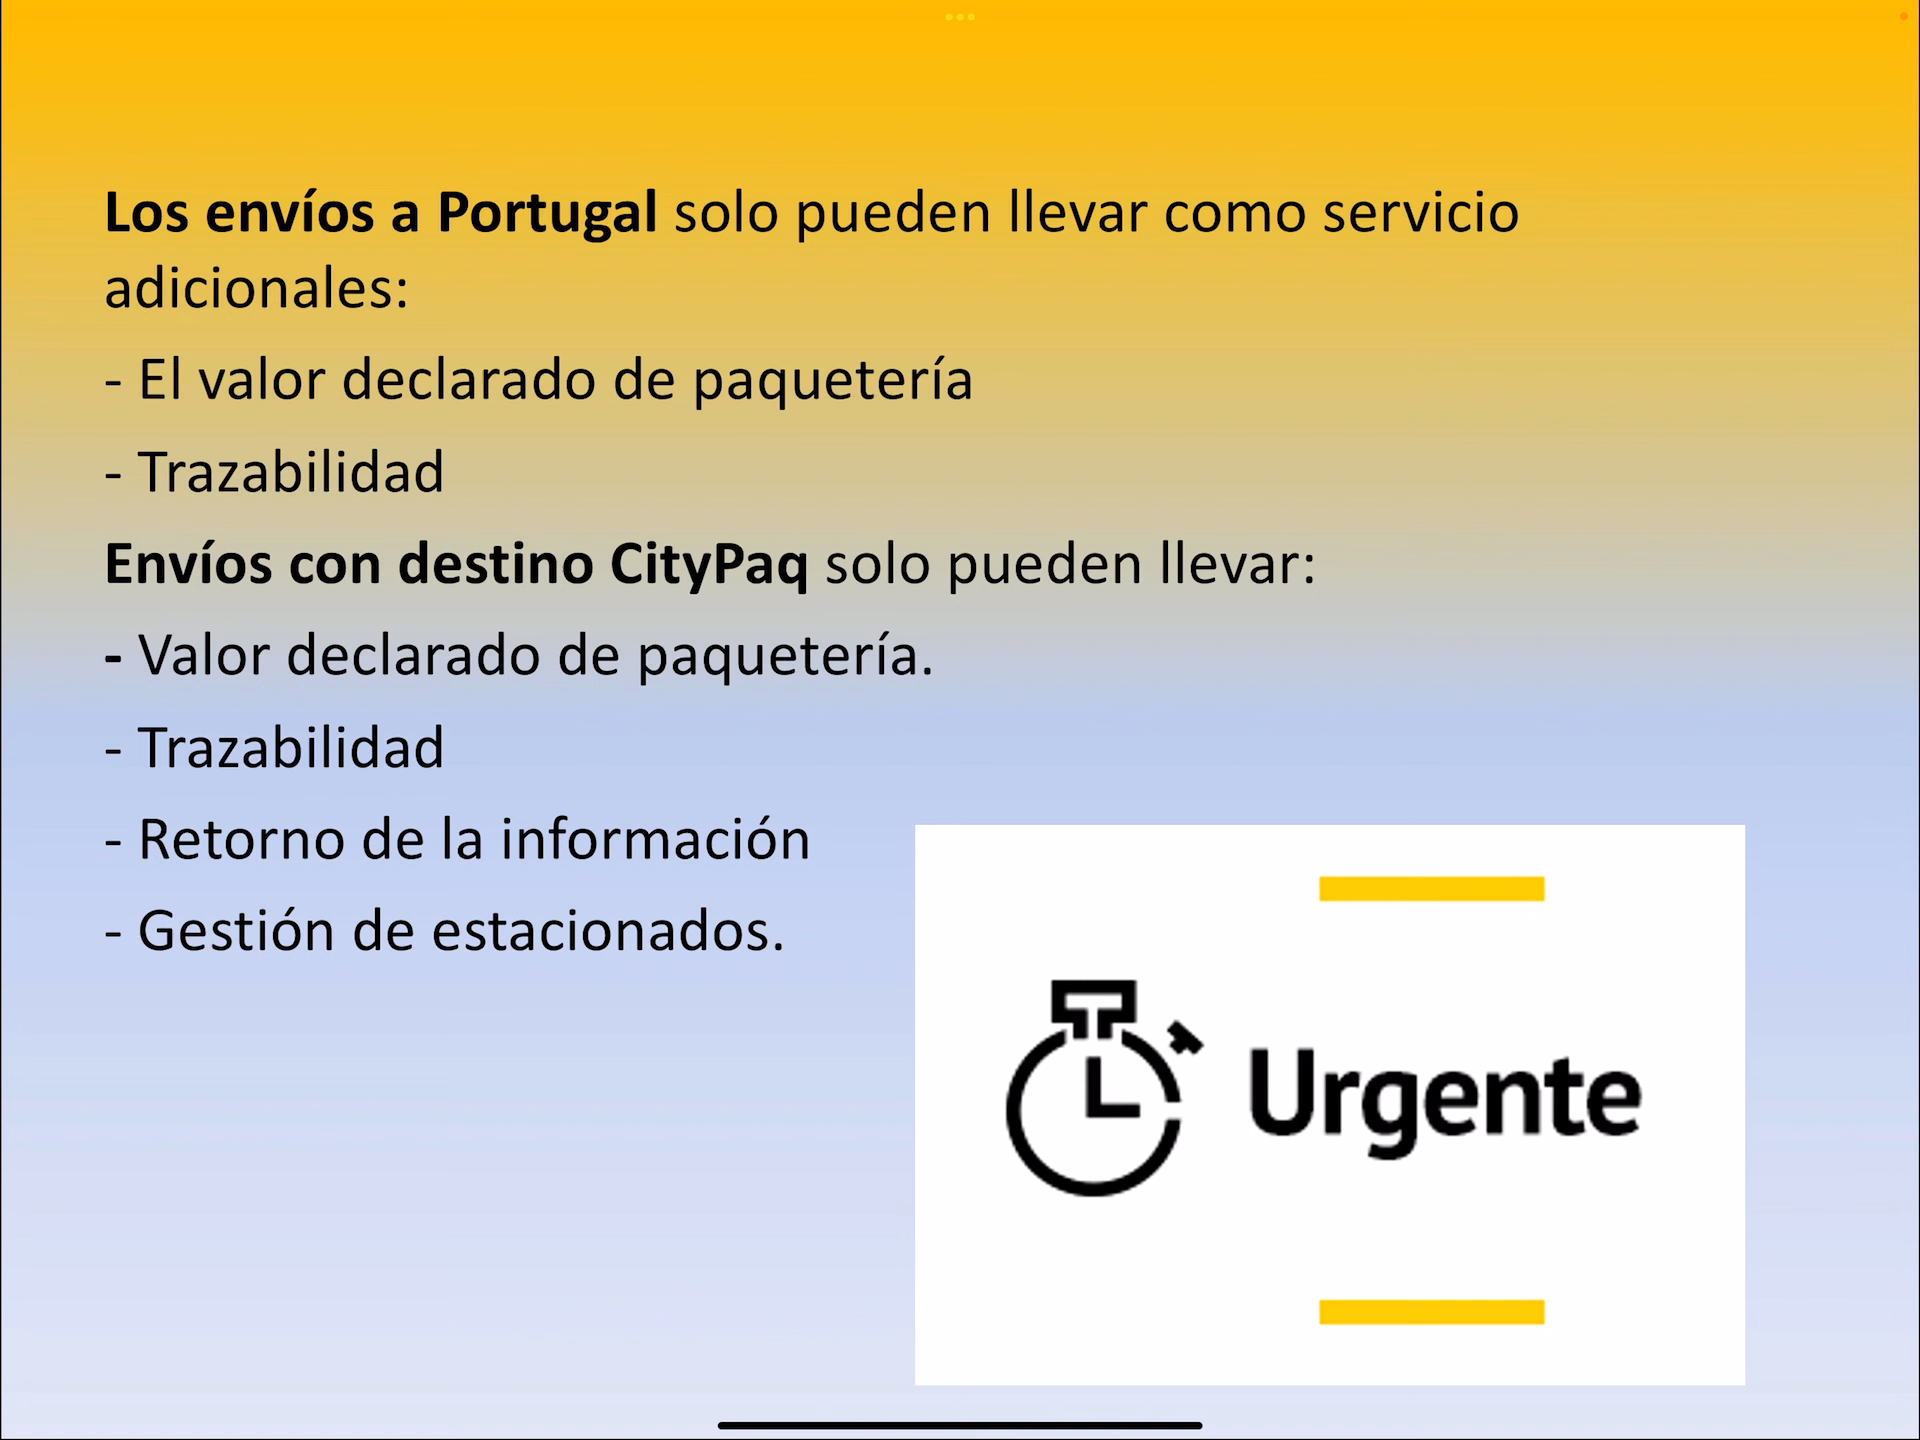 Los envíos a Portugal solo pueden llevar como servicio
adicionales:
- El valor declarado de paquetería
- Trazabilidad
Envíos con destino CityPaq solo pueden llevar:
- Valor declarado de paquetería.
- Trazabilidad
- Retorno de la información
- Gestión de estacionados.
Urgente